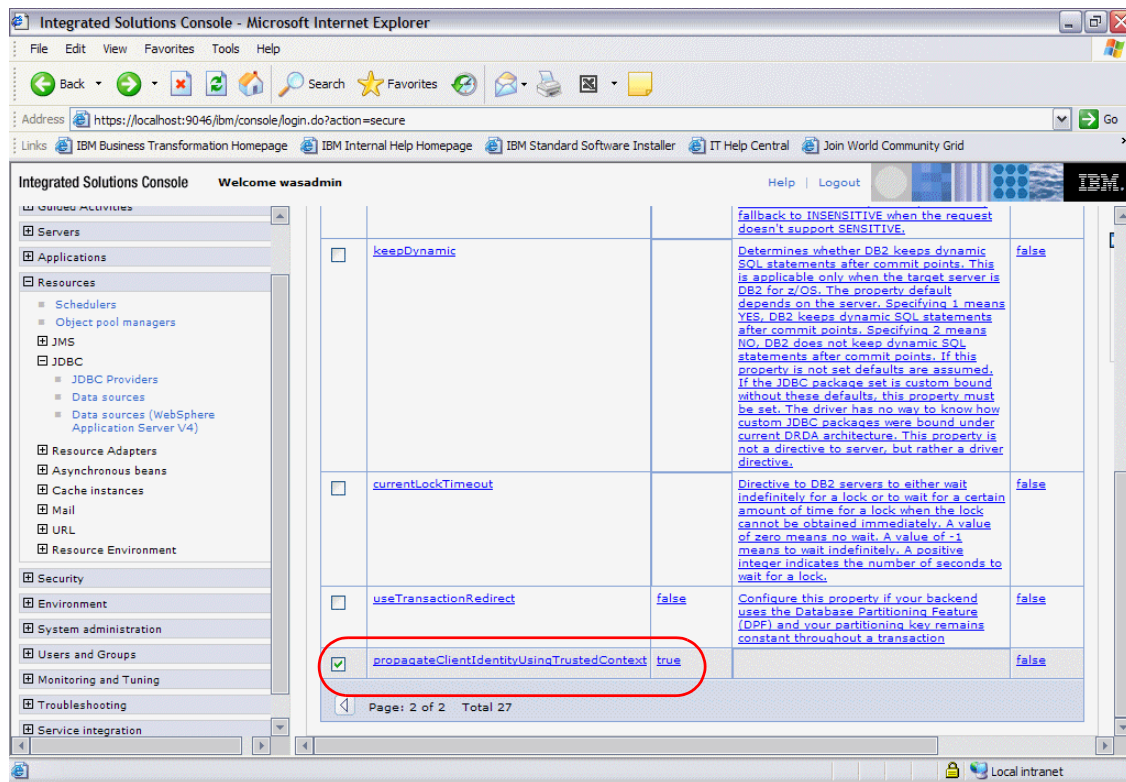 Integrated Solutions Console - Microsoft Internet Explorer
File Edit View Favorites Tools Help
Back Search Favorites
Address https://localhost:9046/ibm/console/login.do?action=secure Go
Links IBM Business Transformation Homepage IBM Internal Help Homepage IBM Standard Software Installer IT Help Central Join World Community Grid
Integrated Solutions Console Welcome wasadmin Help | Logout IBM.
Guided Activities
Servers
Applications
Resources
Schedulers
Object pool managers
JMS
JDBC
JDBC Providers
Data sources
Data sources (WebSphere
Application Server V4)
Resource Adapters
Asynchronous beans
Cache instances
Mail
URL
Resource Environment
Security
Environment
System administration
Users and Groups
Monitoring and Tuning
Troubleshooting
Service integration
fallback to INSENSITIVE when the request
doesn't support SENSITIVE.
keepDynamic
Determines whether DB2 keeps dynamic
SQL statements after commit points. This
is applicable only when the target server is
DB2 for z/OS. The property default
depends on the server. Specifying 1 means
YES, DB2 keeps dynamic SQL statements
after commit points. Specifying 2 means
NO, DB2 does not keep dynamic SQL
statements after commit points. If this
property is not set defaults are assumed.
If the JDBC package set is custom bound
without these defaults, this property must
be set. The driver has no way to know how
custom JDBC packages were bound under
current DRDA architecture. This property is
not a directive to server, but rather a driver
directive.
false
currentLockTimeout
Directive to DB2 servers to either wait
indefinitely for a lock or to wait for a certain
amount of time for a lock when the lock
cannot be obtained immediately. A value
of zero means no wait. A value of -1
means to wait indefinitely. A positive
integer indicates the number of seconds to
wait for a lock.
false
useTransactionRedirect
false
Configure this property if your backend
uses the Database Partitioning Feature
(DPF) and your partitioning key remains
constant throughout a transaction
false
propagateClientIdentityUsingTrustedContext
true
false
Page: 2 of 2 Total 27
Local intranet